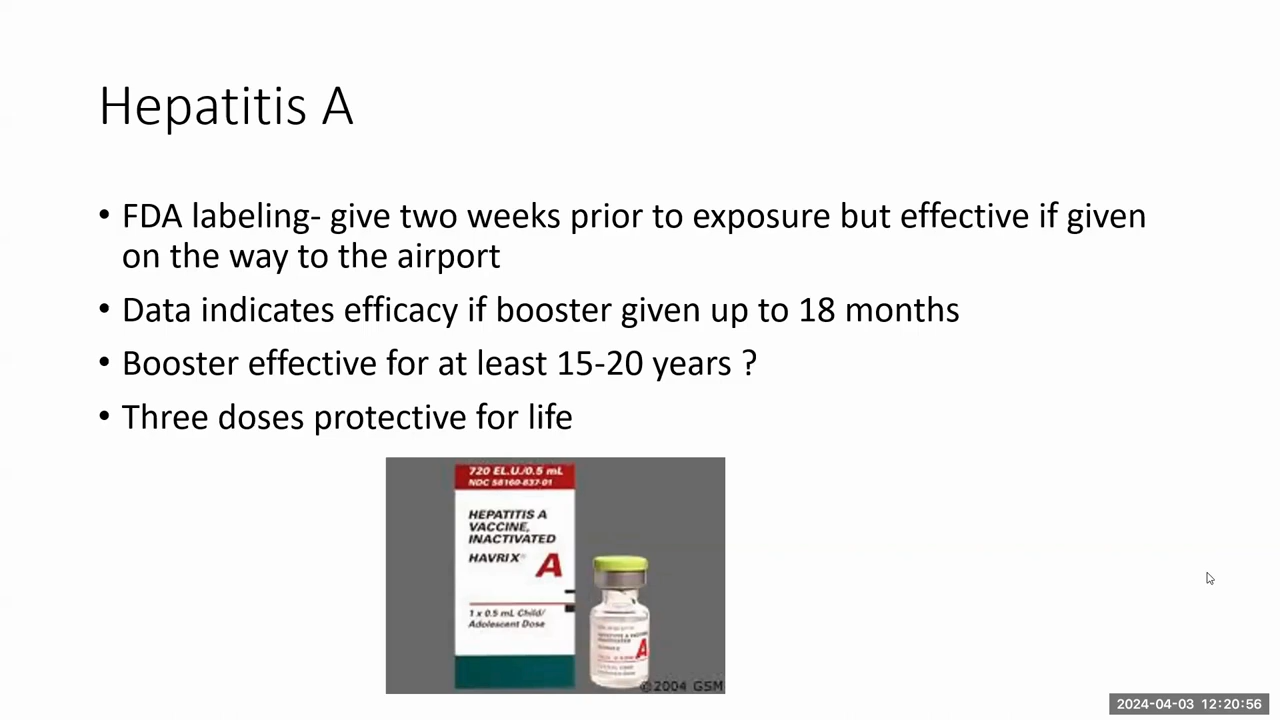 Hepatitis A
• FDA labeling- give two weeks prior to exposure but effective if given
on the way to the airport
• Data indicates efficacy if booster given up to 18 months
• Booster effective for at least 15-20 years ?
• Three doses protective for life
720 EL.U./0.5 mL
NDC 58160-837-01
HEPATITIS A
VACCINE,
INACTIVATED
HAVRIX®
A
1 x 0.5 mL Child/
Adolescent Dose
A
©2004 GSM
2024-04-03 12:20:56